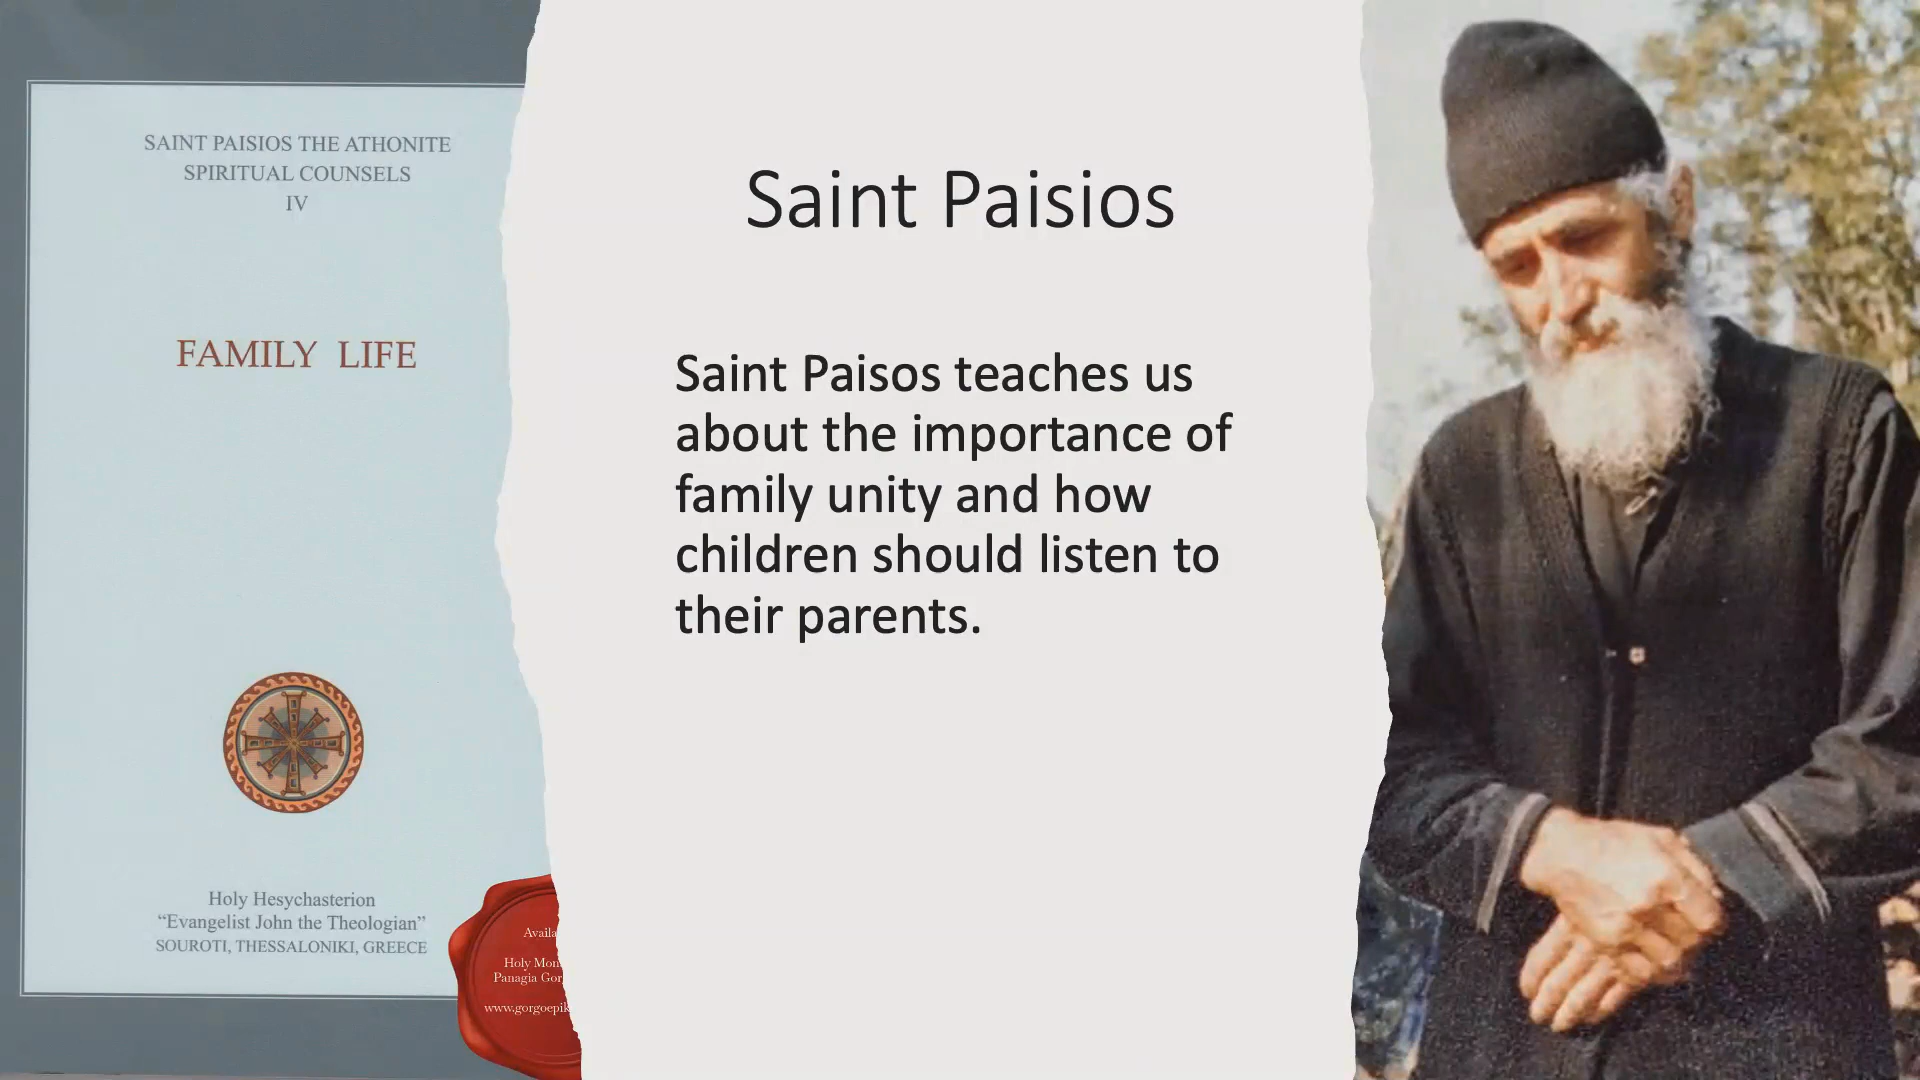 SAINT PAISIOS THE ATHONITE
SPIRITUAL COUNSELS
IV
FAMILY LIFE
Holy Hesychasterion
“Evangelist John the Theologian”
SOUROTI, THESSALONIKI, GREECE
Holy
Panagia
Saint Paisios
Saint Paisos teaches us
about the importance of
family unity and how
children should listen to
their parents.